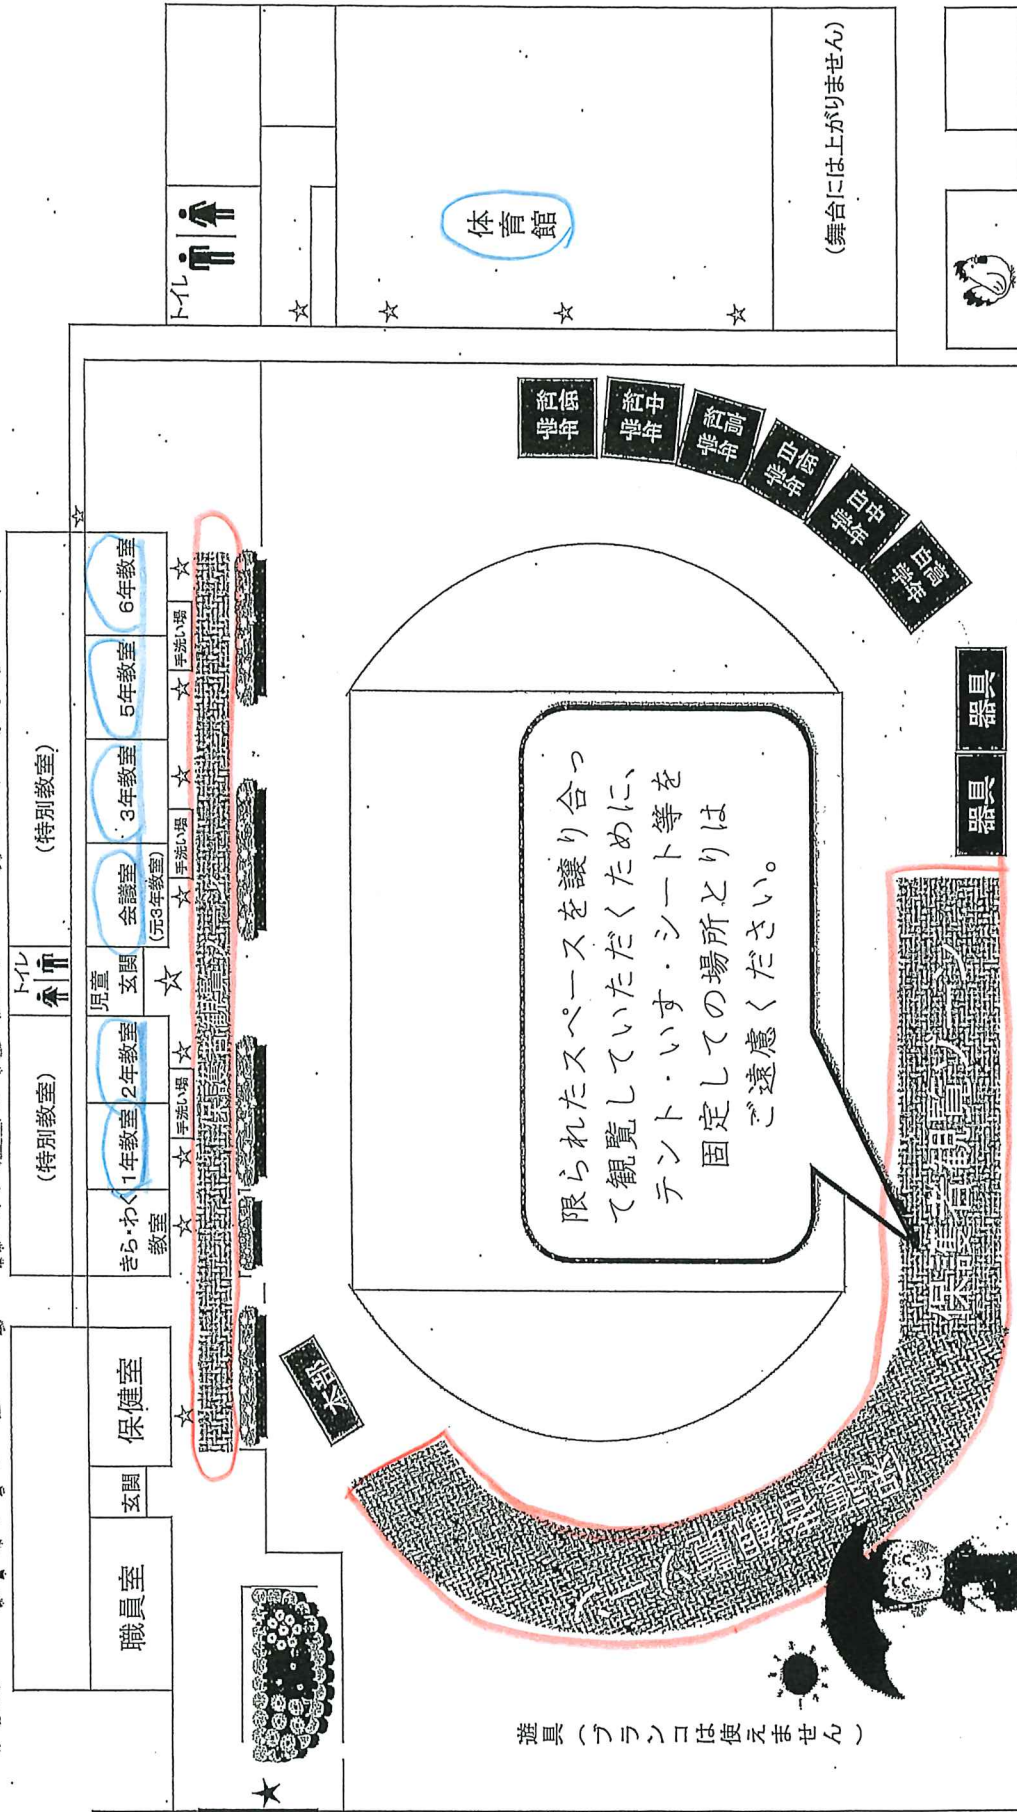 (特別教室)
トイレ
(特別教室)
職員室
玄関
保健室
きら・わく
教室
1年教室
2年教室
児童
玄関
会議室
(元3年教室)
3年教室
5年教室
6年教室
手洗い場
手洗い場
手洗い場
トイレ
体育館
(舞台には上がりません)
本部
紅低
学年
紅中
学年
紅高
学年
白低
学年
白中
学年
白高
学年
器具
器具
限られたスペースを譲り合っ
て観覧していただくために、
テント・いす・シート等を
固定しての場所とりは
ご遠慮ください。
保護者観覧ゾーン
保護者観覧ゾーン
遊具(ブランコは使えません)